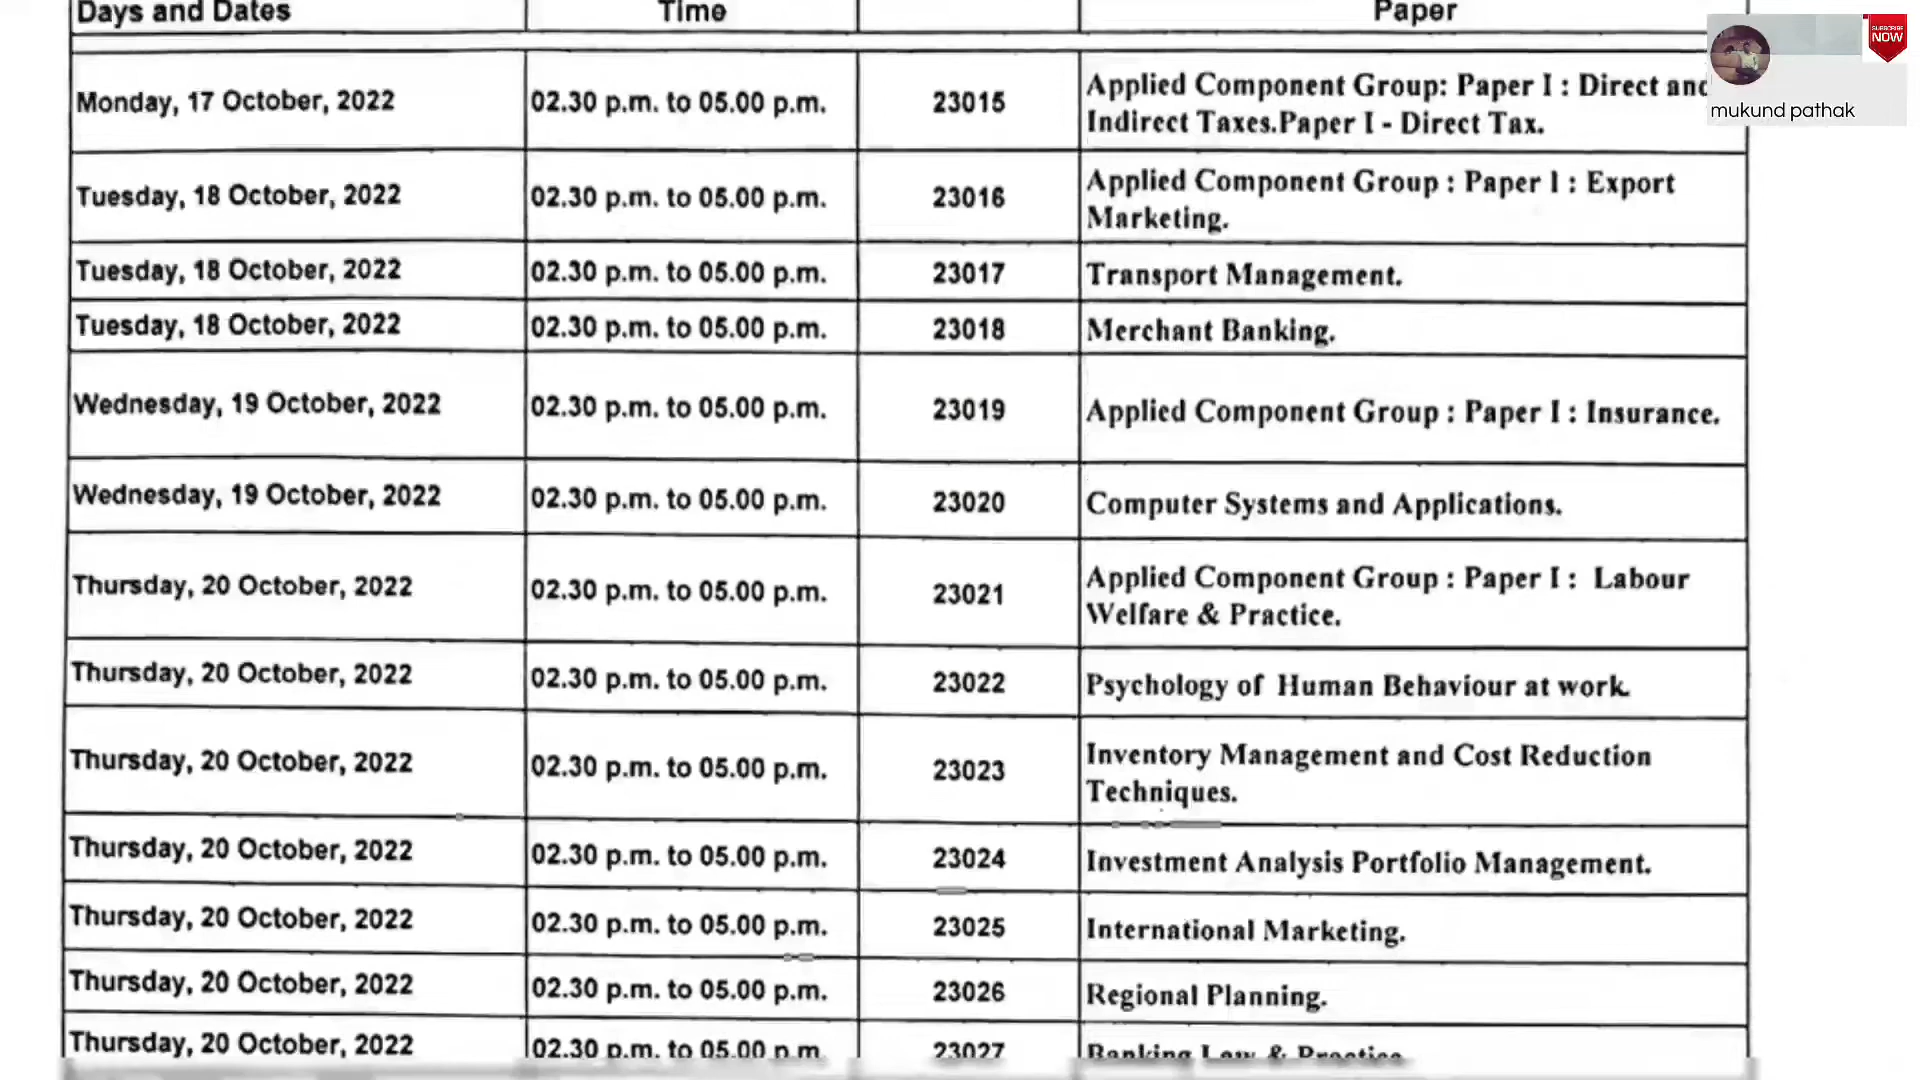 Days and Dates Time Paper
Monday, 17 October, 2022 02.30 p.m. to 05.00 p.m. 23015 Applied Component Group: Paper I : Direct and
Indirect Taxes.Paper I - Direct Tax.
Tuesday, 18 October, 2022 02.30 p.m. to 05.00 p.m. 23016 Applied Component Group : Paper I : Export
Marketing.
Tuesday, 18 October, 2022 02.30 p.m. to 05.00 p.m. 23017 Transport Management.
Tuesday, 18 October, 2022 02.30 p.m. to 05.00 p.m. 23018 Merchant Banking.
Wednesday, 19 October, 2022 02.30 p.m. to 05.00 p.m. 23019 Applied Component Group : Paper I : Insurance.
Wednesday, 19 October, 2022 02.30 p.m. to 05.00 p.m. 23020 Computer Systems and Applications.
Thursday, 20 October, 2022 02.30 p.m. to 05.00 p.m. 23021 Applied Component Group : Paper I : Labour
Welfare & Practice.
Thursday, 20 October, 2022 02.30 p.m. to 05.00 p.m. 23022 Psychology of Human Behaviour at work.
Thursday, 20 October, 2022 02.30 p.m. to 05.00 p.m. 23023 Inventory Management and Cost Reduction
Techniques.
Thursday, 20 October, 2022 02.30 p.m. to 05.00 p.m. 23024 Investment Analysis Portfolio Management.
Thursday, 20 October, 2022 02.30 p.m. to 05.00 p.m. 23025 International Marketing.
Thursday, 20 October, 2022 02.30 p.m. to 05.00 p.m. 23026 Regional Planning.
Thursday, 20 October, 2022 02.30 p.m. to 05.00 p.m. 23027 Banking Law & Practice
SUBSCRIBE
NOW
mukund pathak